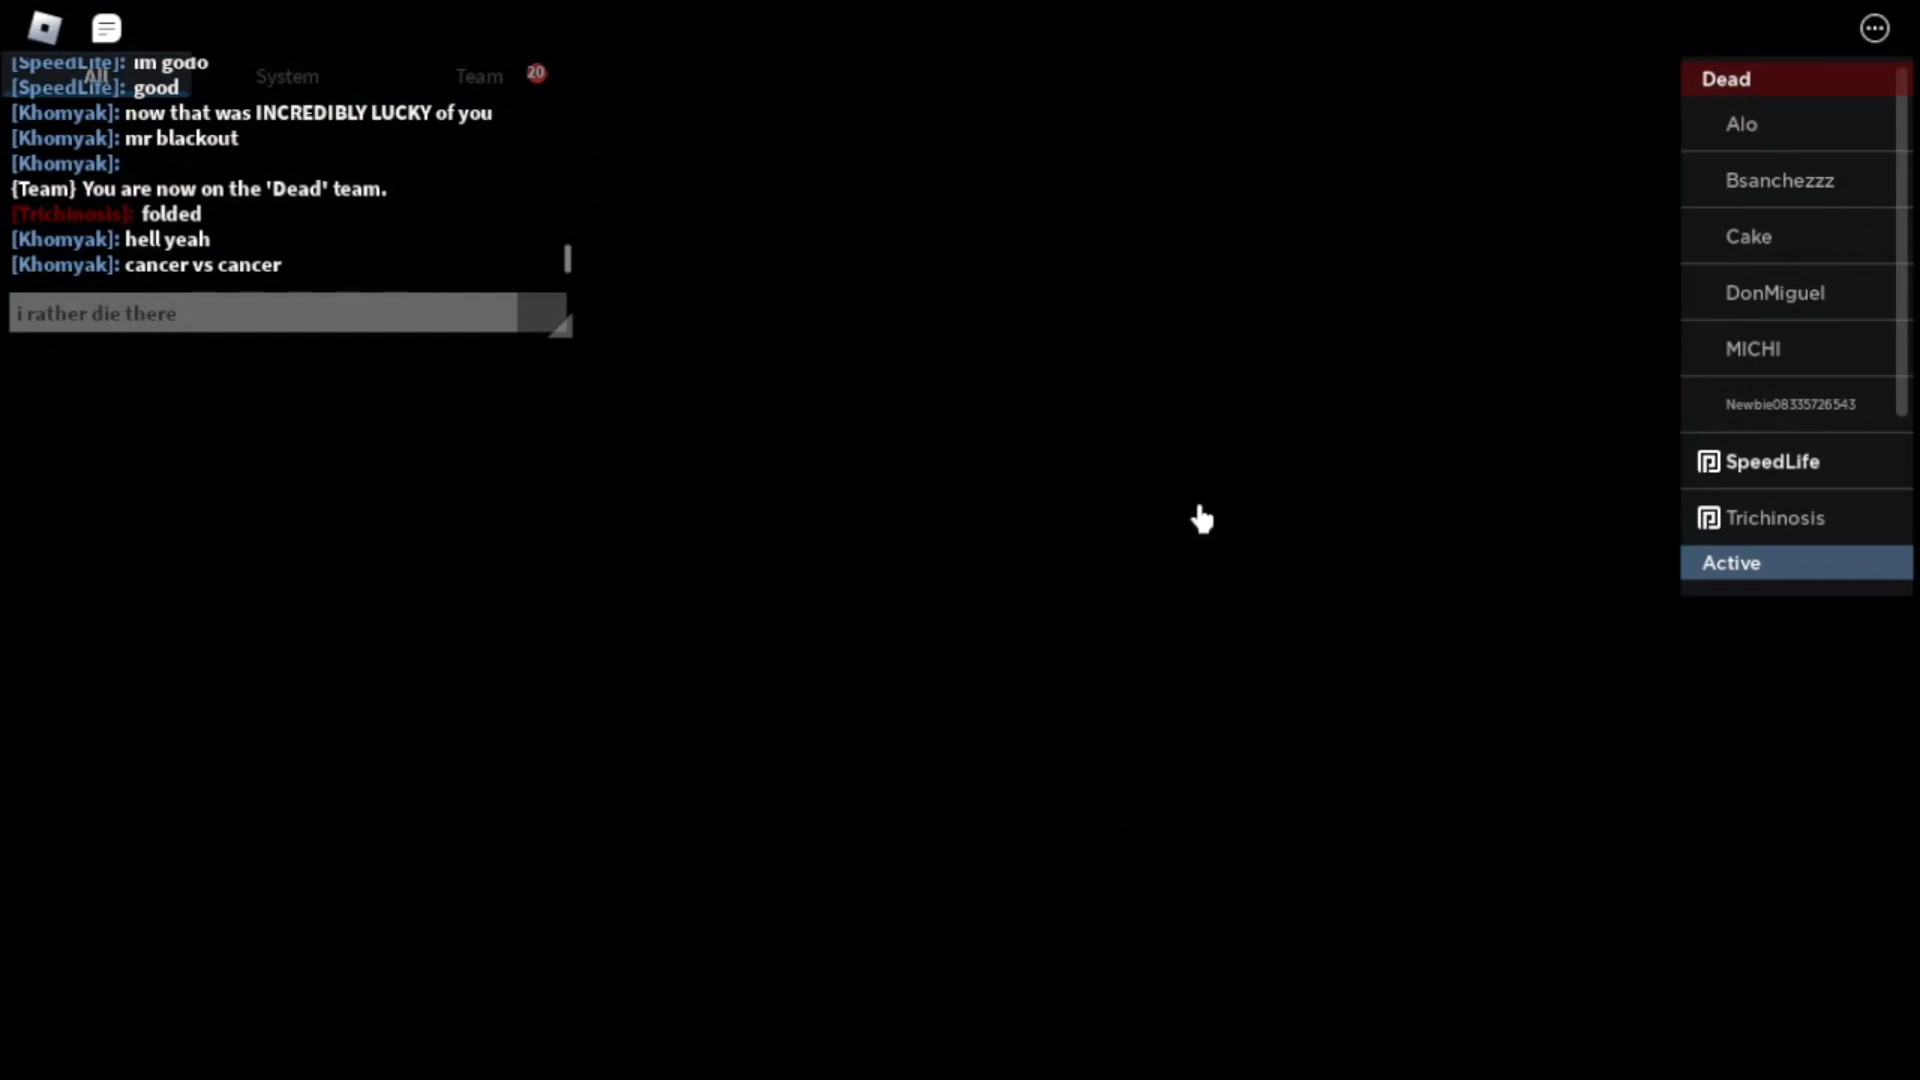 [SpeedLife]: im godo
All
System
Team
20
[SpeedLife]: good
[Khomyak]: now that was INCREDIBLY LUCKY of you
[Khomyak]: mr blackout
[Khomyak]:
{Team} You are now on the 'Dead' team.
[Trichinosis]: folded
[Khomyak]: hell yeah
[Khomyak]: cancer vs cancer
i rather die there
Dead
Alo
Bsanchezzz
Cake
DonMiguel
MICHI
Newbie08335726543
SpeedLife
Trichinosis
Active